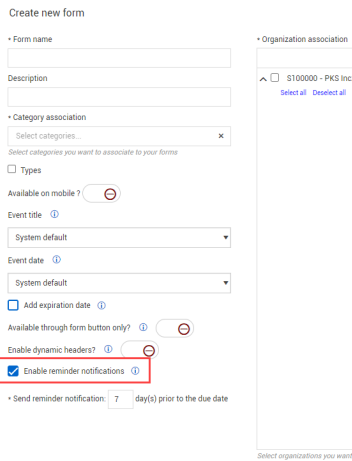 Create new form
• Form name
Description
• Category association
Select categories...
×
Select categories you want to associate to your forms
Types
Available on mobile ?
Event title
System default
Event date
System default
Add expiration date
Available through form button only?
Enable dynamic headers?
Enable reminder notifications
• Send reminder notification: 7 day(s) prior to the due date
• Organization association
S100000 - PKS Inc
Select all Deselect all
Select organizations you want